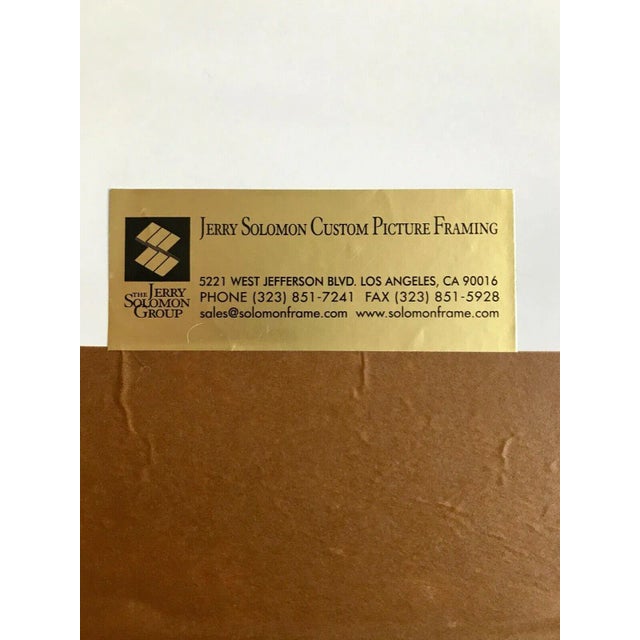 JERRY SOLOMON CUSTOM PICTURE FRAMING
5221 WEST JEFFERSON BLVD. LOS ANGELES, CA 90016
PHONE (323) 851-7241 FAX (323) 851-5928
sales@solomonframe.com www.solomonframe.com
THE JERRY
SOLOMON
GROUP